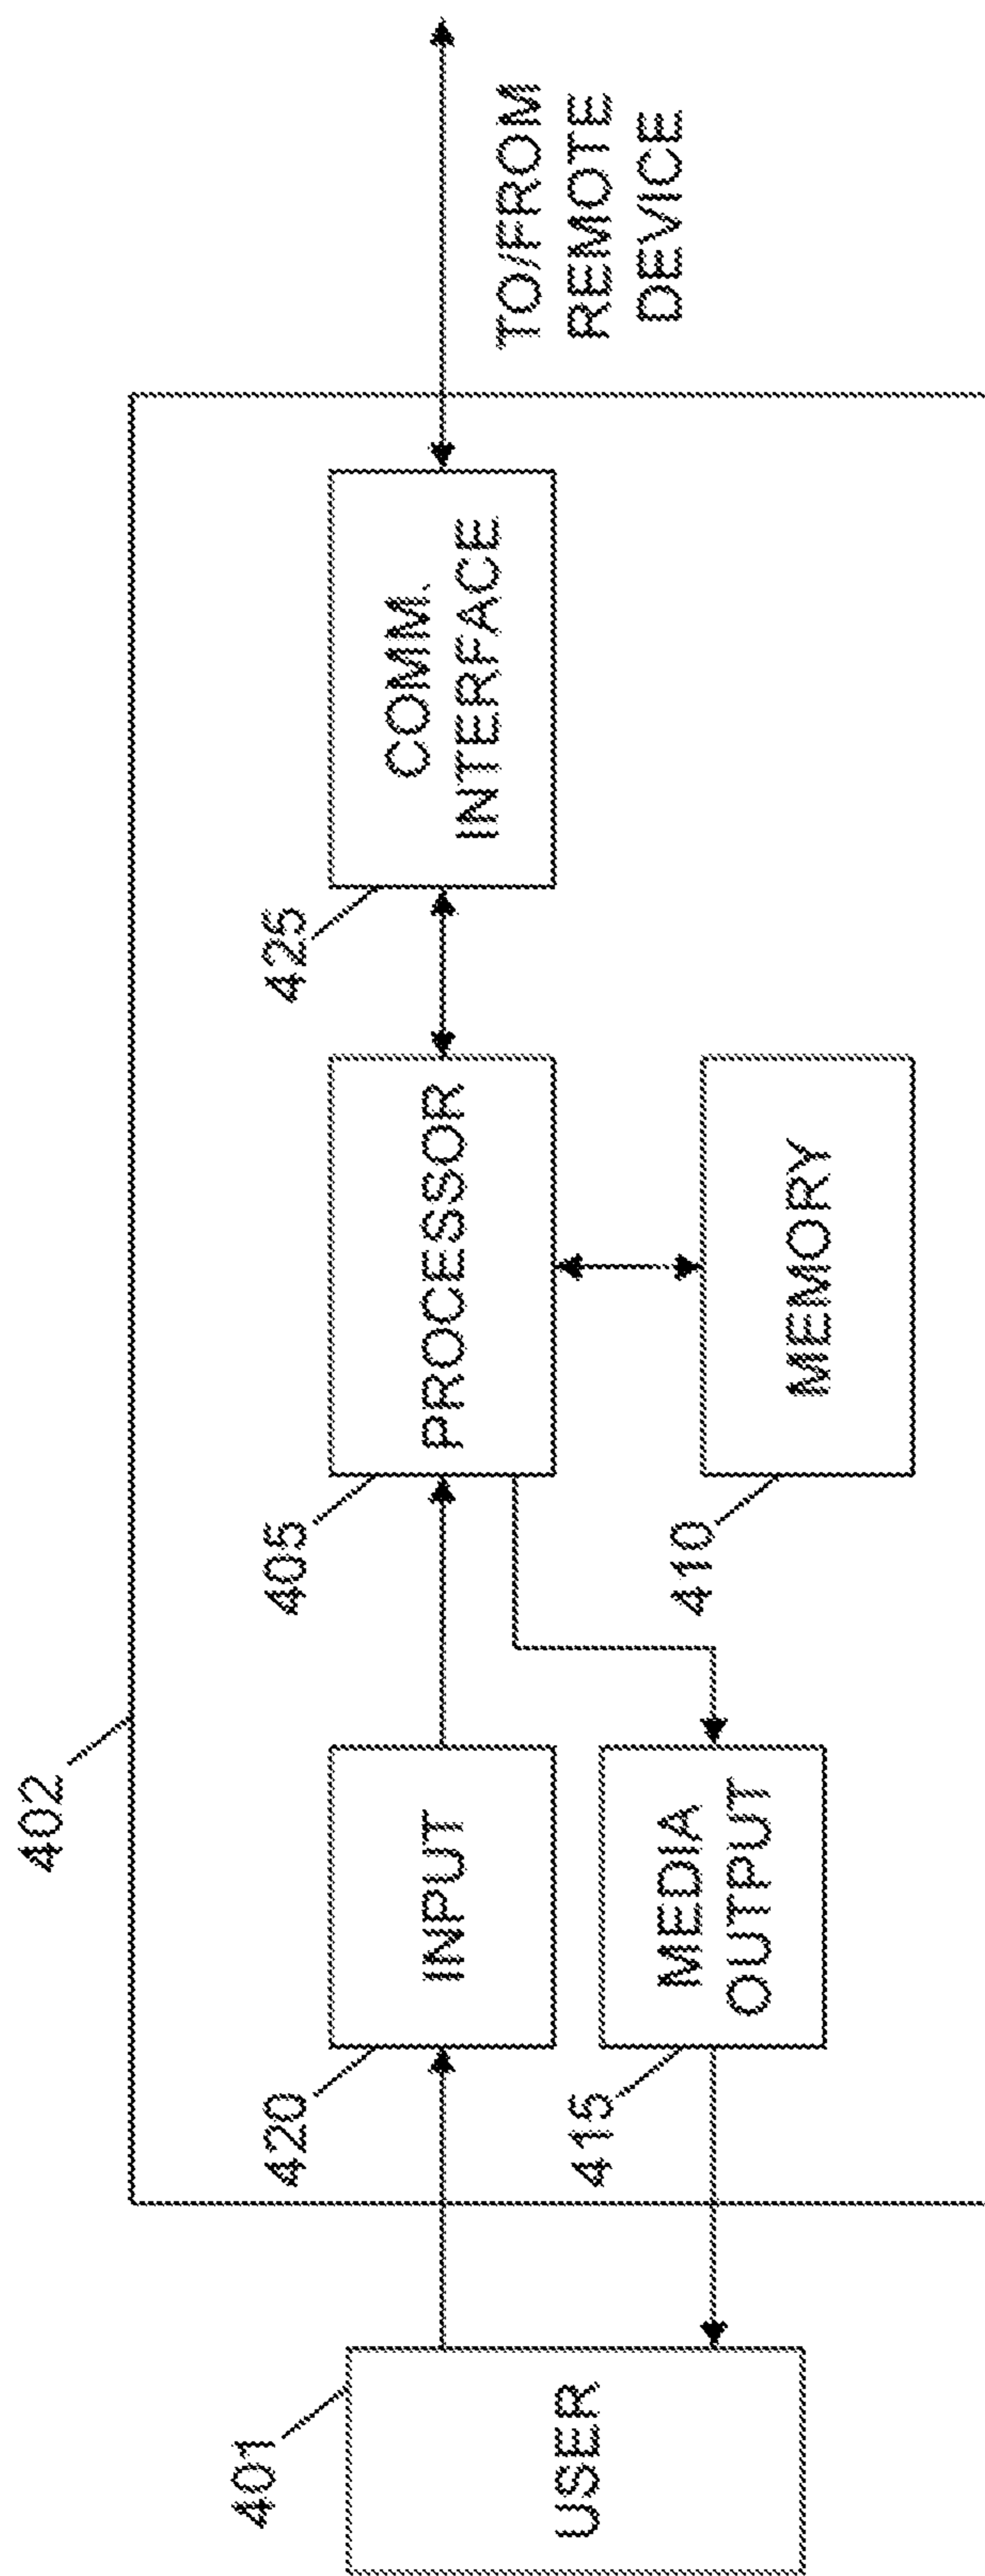 402
401
USER
420
INPUT
415
MEDIA
OUTPUT
405
PROCESSOR
410
MEMORY
425
COMM.
INTERFACE
TO/FROM
REMOTE
DEVICE